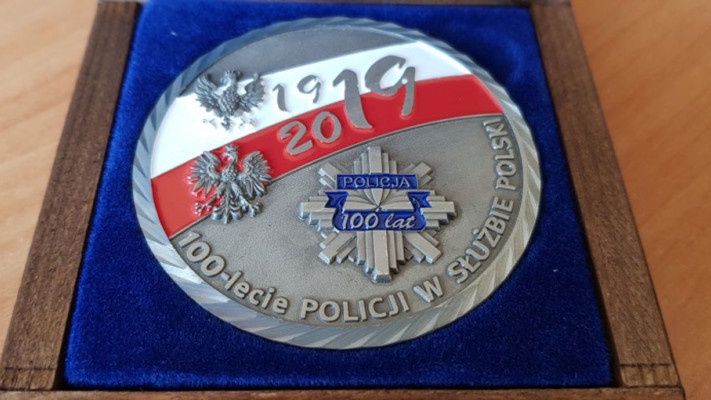 1919
2019
POLICJA
100 lat
100-lecie POLICJI W SŁUŻBIE POLSKI